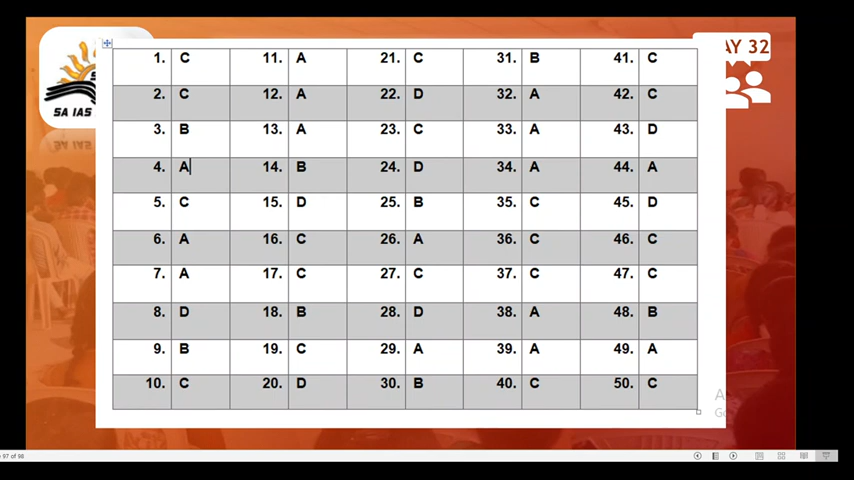 AY 32
SA IAS
1. C 11. A 21. C 31. B 41. C
2. C 12. A 22. D 32. A 42. C
3. B 13. A 23. C 33. A 43. D
4. A 14. B 24. D 34. A 44. A
5. C 15. D 25. B 35. C 45. D
6. A 16. C 26. A 36. C 46. C
7. A 17. C 27. C 37. C 47. C
8. D 18. B 28. D 38. A 48. B
9. B 19. C 29. A 39. A 49. A
10. C 20. D 30. B 40. C 50. C
97 of 98